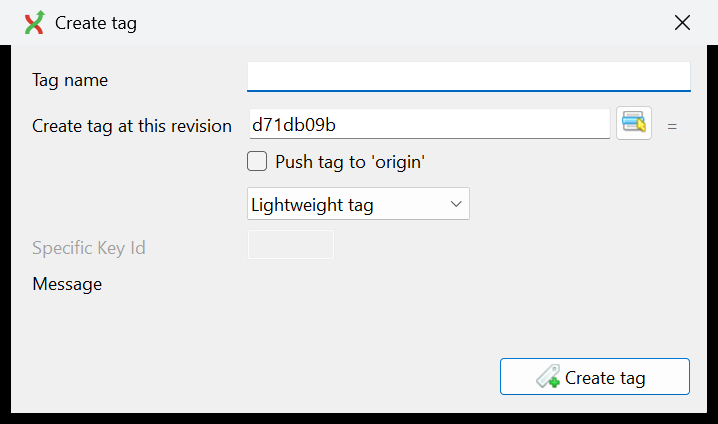 Create tag
Tag name
Create tag at this revision d71db09b =
Push tag to 'origin'
Lightweight tag
Specific Key Id
Message
Create tag